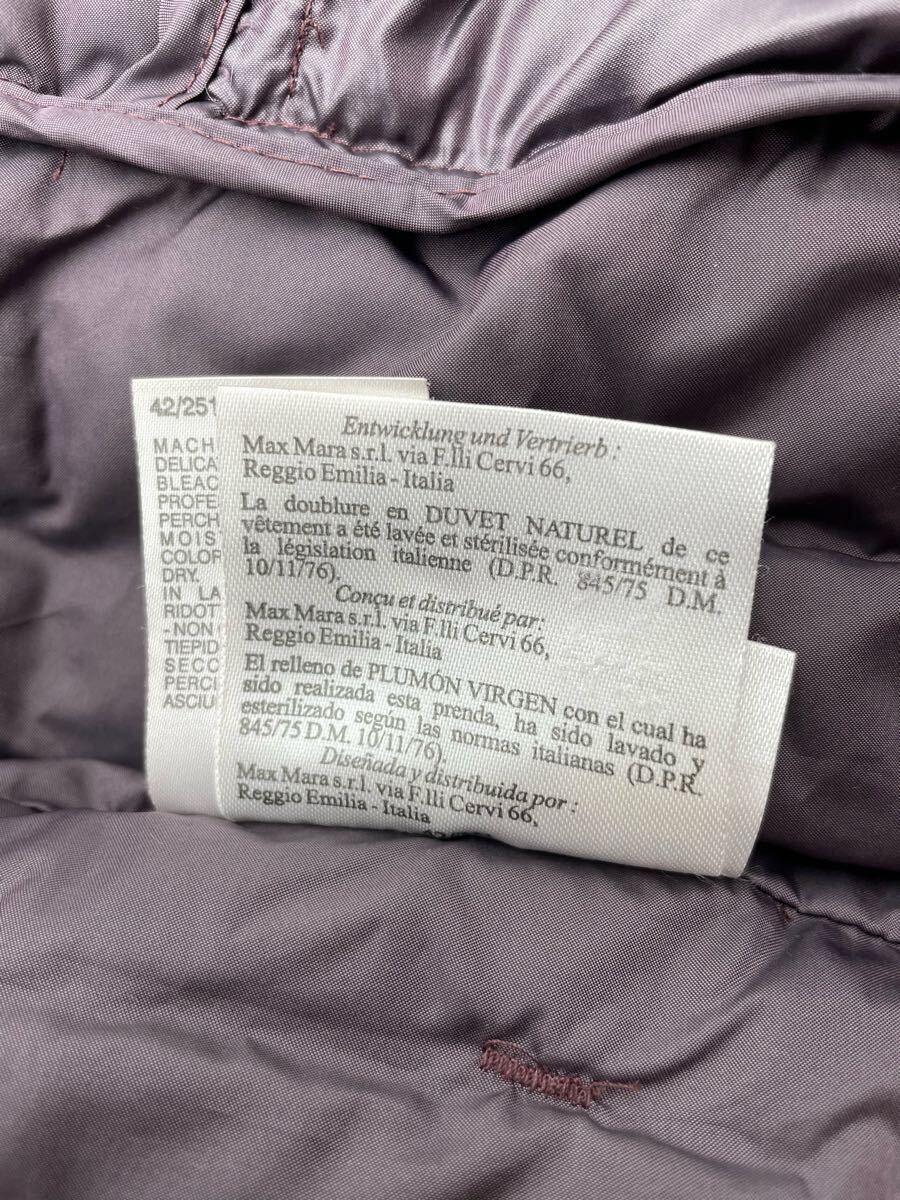 42/251
MACH
DELICA
BLEAC
PROFE
PERCH
MOIS
COLOR
DRY.
IN LA
RIDOT
-NON
TIEPID
SECC
PERCI
ASCIU
Entwicklung und Vertrierb :
Max Mara s.r.l. via F.lli Cervi 66,
Reggio Emilia - Italia
La doublure en DUVET NATUREL de ce
vêtement a été lavée et stérilisée conformément à
la législation italienne (D.P.R. 845/75 D.M.
10/11/76).
Conçu et distribué par:
Max Mara s.r.l. via F.lli Cervi 66,
Reggio Emilia - Italia
El relleno de PLUMÓN VIRGEN con el cual ha
sido realizada esta prenda, ha sido lavado y
esterilizado según las normas italianas (D.P.R.
845/75 D.M. 10/11/76).
Diseñada y distribuida por :
Max Mara s.r.l. via F.lli Cervi 66,
Reggio Emilia - Italia